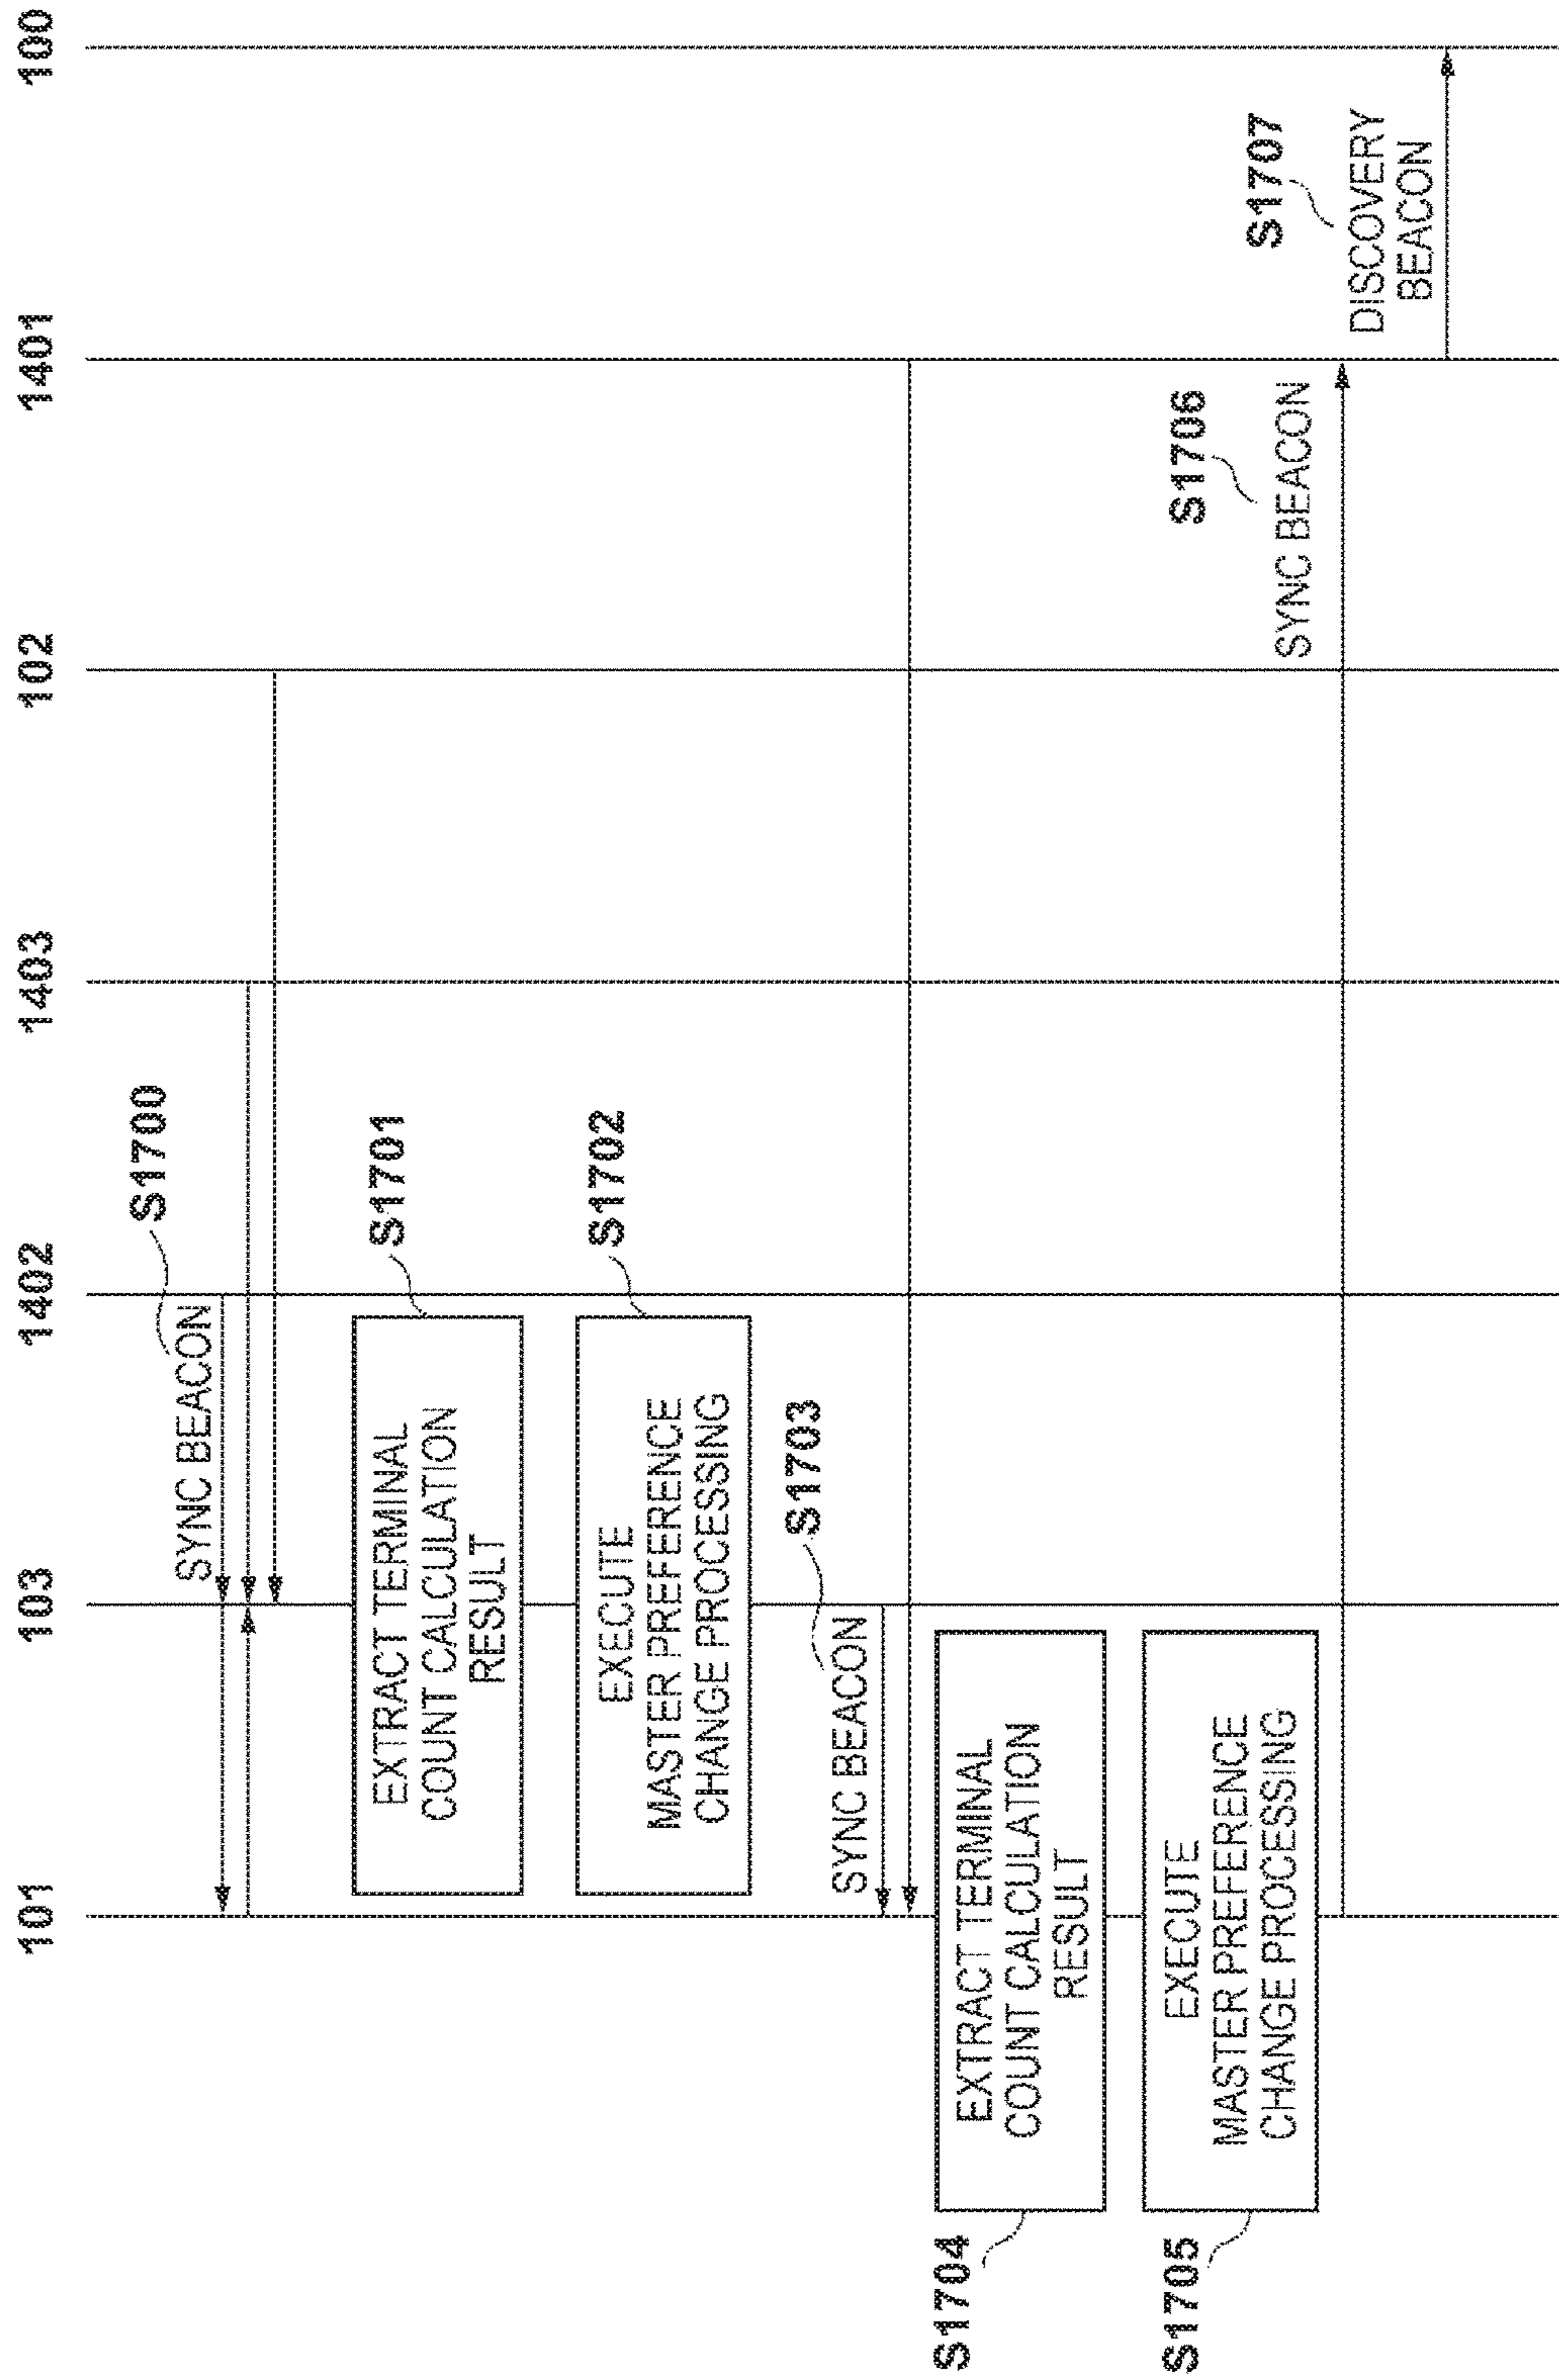 101
103
1402
1403
102
1401
100
SYNC BEACON
S1700
EXTRACT TERMINAL
COUNT CALCULATION
RESULT
S1701
EXECUTE
MASTER PREFERENCE
CHANGE PROCESSING
S1702
SYNC BEACON
S1703
S1704
EXTRACT TERMINAL
COUNT CALCULATION
RESULT
S1705
EXECUTE
MASTER PREFERENCE
CHANGE PROCESSING
S1706
SYNC BEACON
S1707
DISCOVERY
BEACON